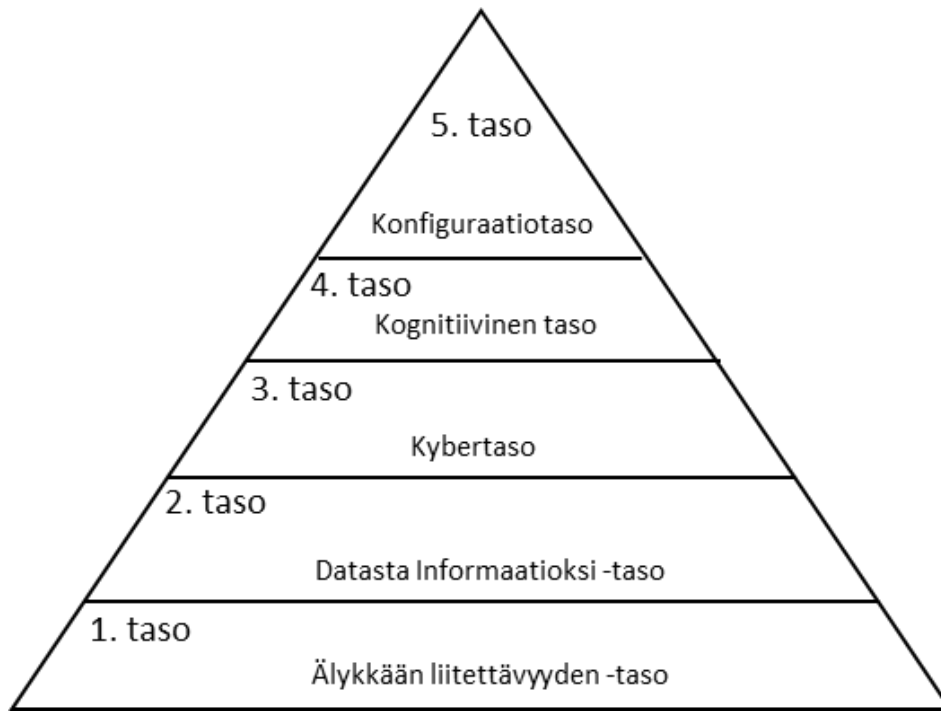 5. taso
Konfiguraatiotaso
4. taso
Kognitiivinen taso
3. taso
Kybertaso
2. taso
Datasta Informaatioksi -taso
1. taso
Älykkään liitettävyyden -taso